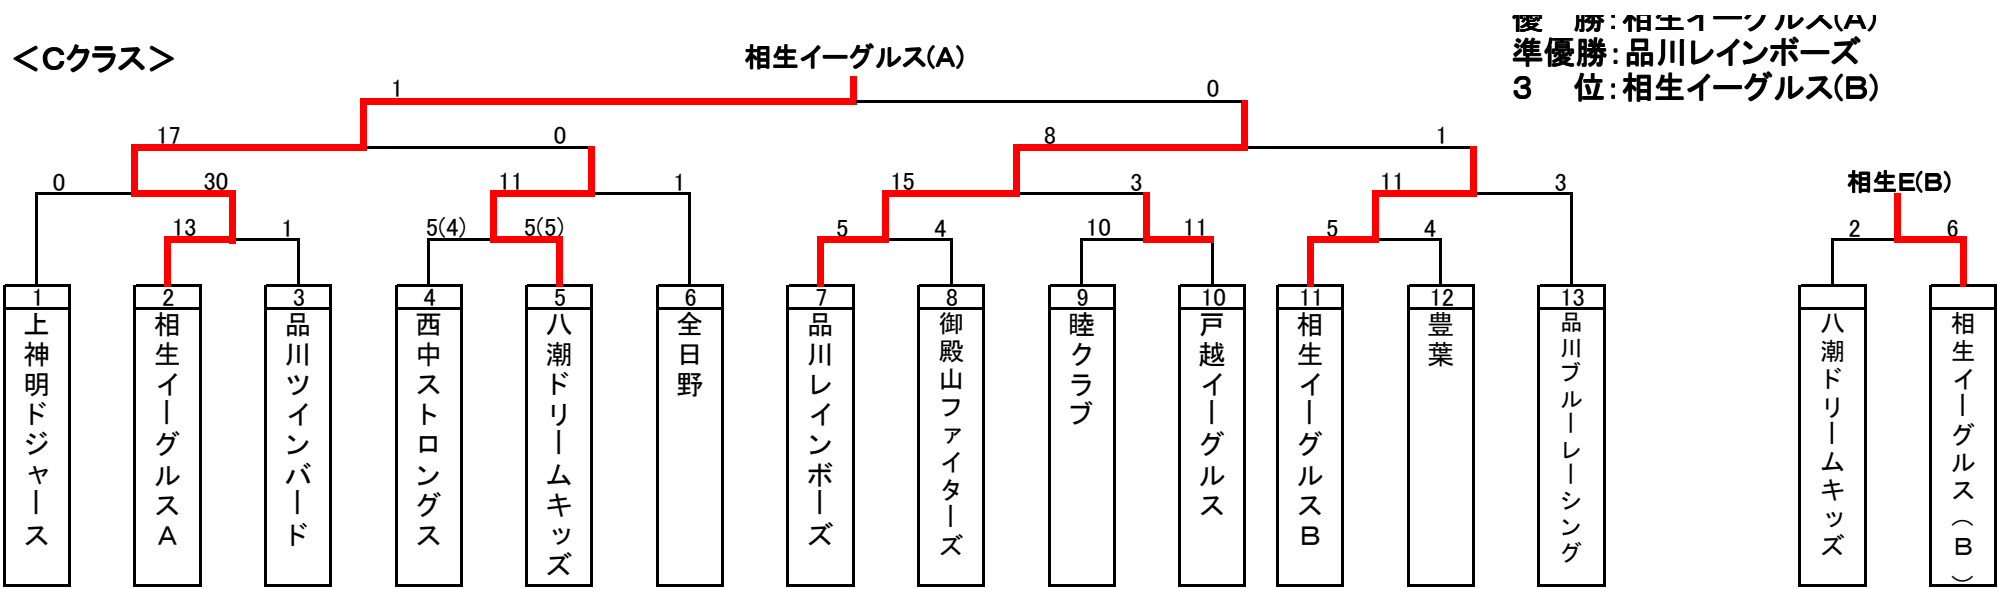 優　勝：相生イーグルス(A)
＜Cクラス＞
相生イーグルス(A)
準優勝：品川レインボーズ
３　位：相生イーグルス(B)
1
0
17
0
8
1
0
30
11
1
15
3
11
3
相生E(B)
13
1
5(4)
5(5)
5
4
10
11
5
4
2
6
1
2
3
4
5
6
7
8
9
10
11
12
13
上神明ドジャース
相生イーグルスA
品川ツインバード
西中ストロングス
八潮ドリームキッズ
全日野
品川レインボーズ
御殿山ファイターズ
睦クラブ
戸越イーグルス
相生イーグルスB
豊葉
品川ブルーレーシング
八潮ドリームキッズ
相生イーグルス（B）